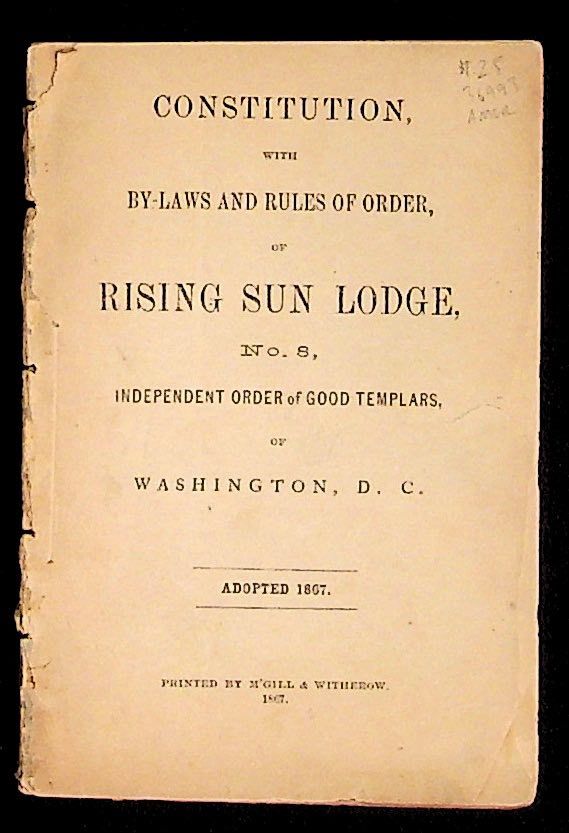 CONSTITUTION,
WITH
BY-LAWS AND RULES OF ORDER,
OF
RISING SUN LODGE,
No. 8,
INDEPENDENT ORDER of GOOD TEMPLARS,
OF
WASHINGTON, D. C.
ADOPTED 1867.
PRINTED BY M'GILL & WITHEROW.
1867.